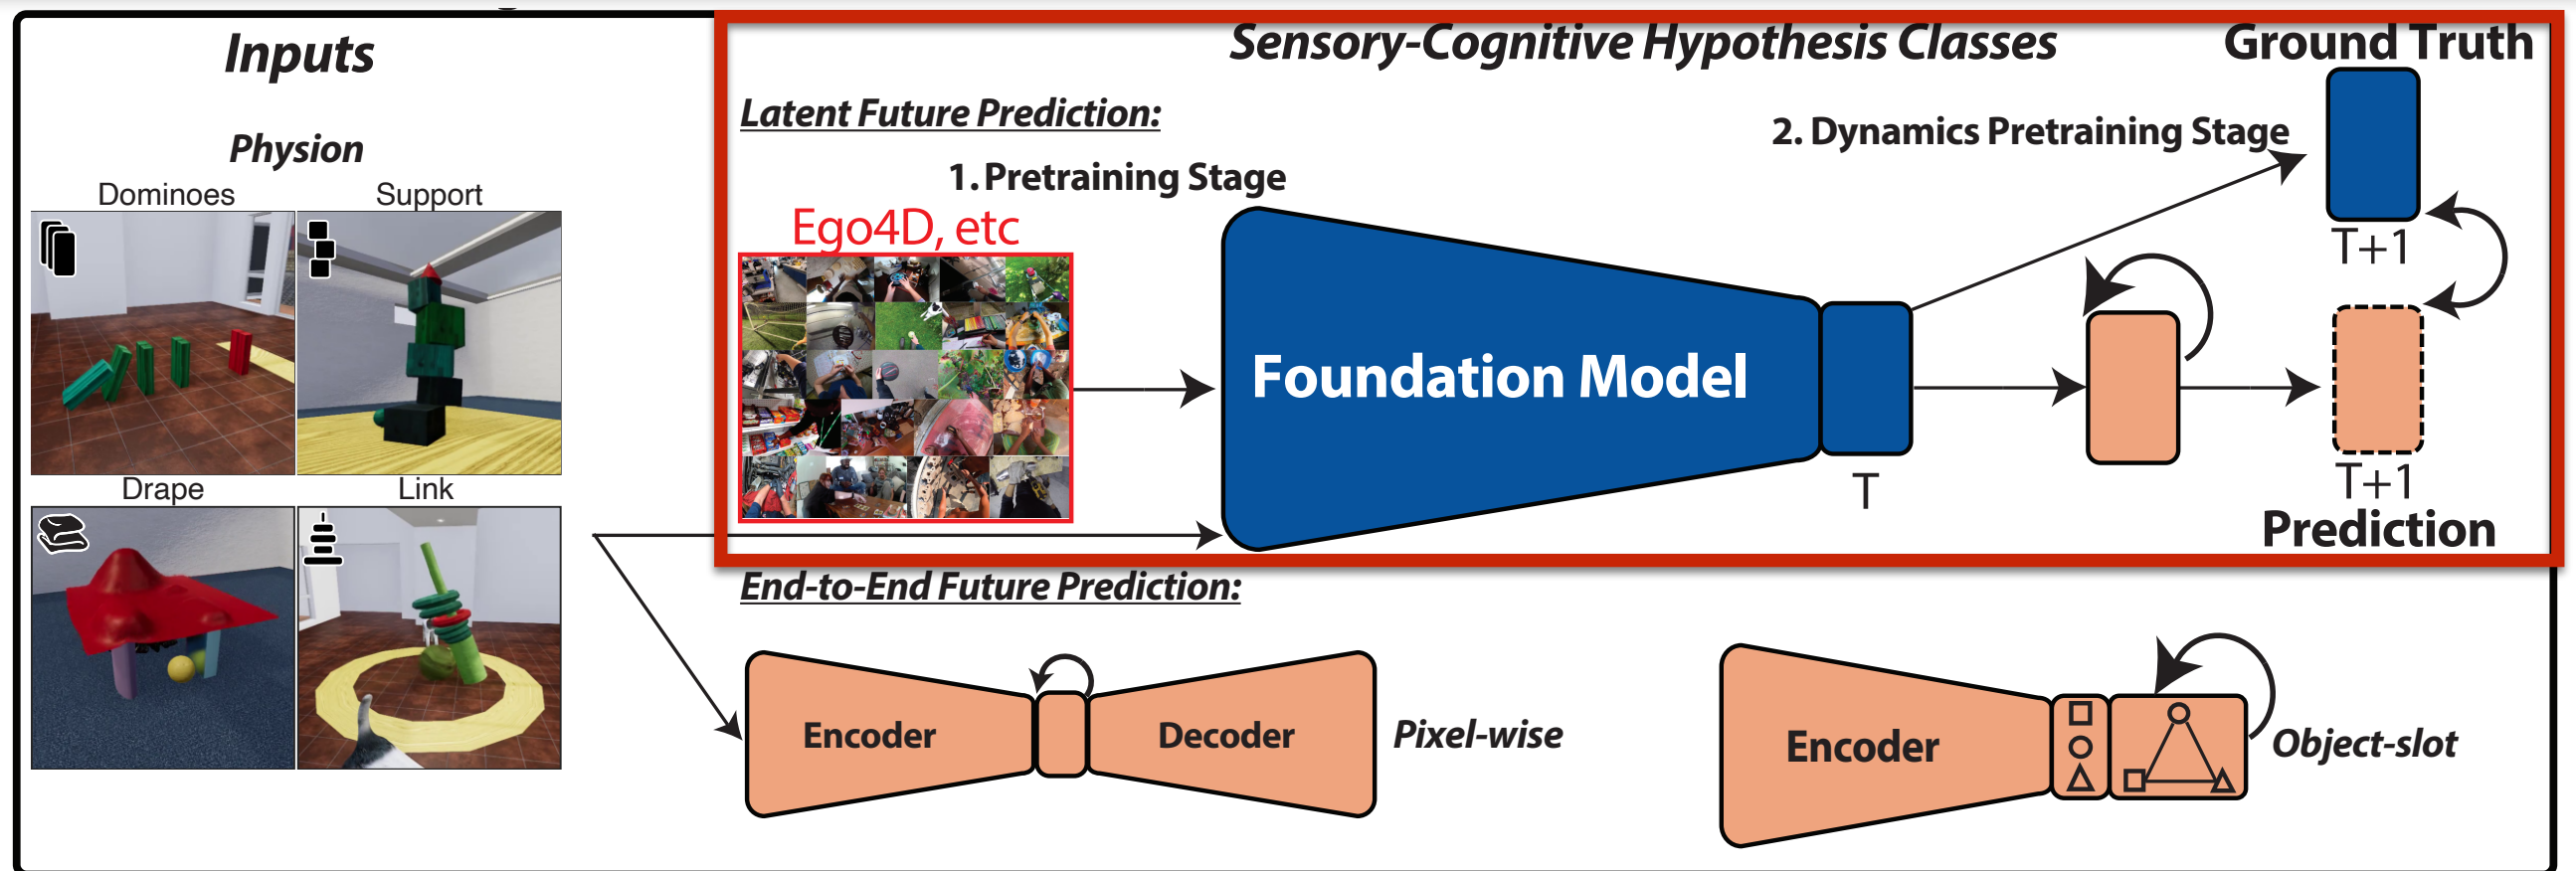 Inputs
Physion
Dominoes
Support
Drape
Link
Sensory-Cognitive Hypothesis Classes
Ground Truth
Latent Future Prediction:
2. Dynamics Pretraining Stage
1. Pretraining Stage
Ego4D, etc
Foundation Model
T
T+1
T+1
Prediction
End-to-End Future Prediction:
Encoder
Decoder
Pixel-wise
Encoder
Object-slot